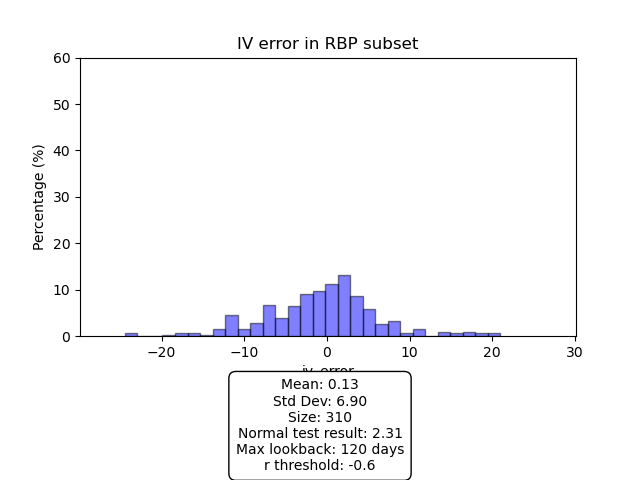 IV error in RBP subset
60
50
40
30
20
10
0
Percentage (%)
−20
−10
0
10
20
30
iv_error
Mean: 0.13
Std Dev: 6.90
Size: 310
Normal test result: 2.31
Max lookback: 120 days
r threshold: -0.6